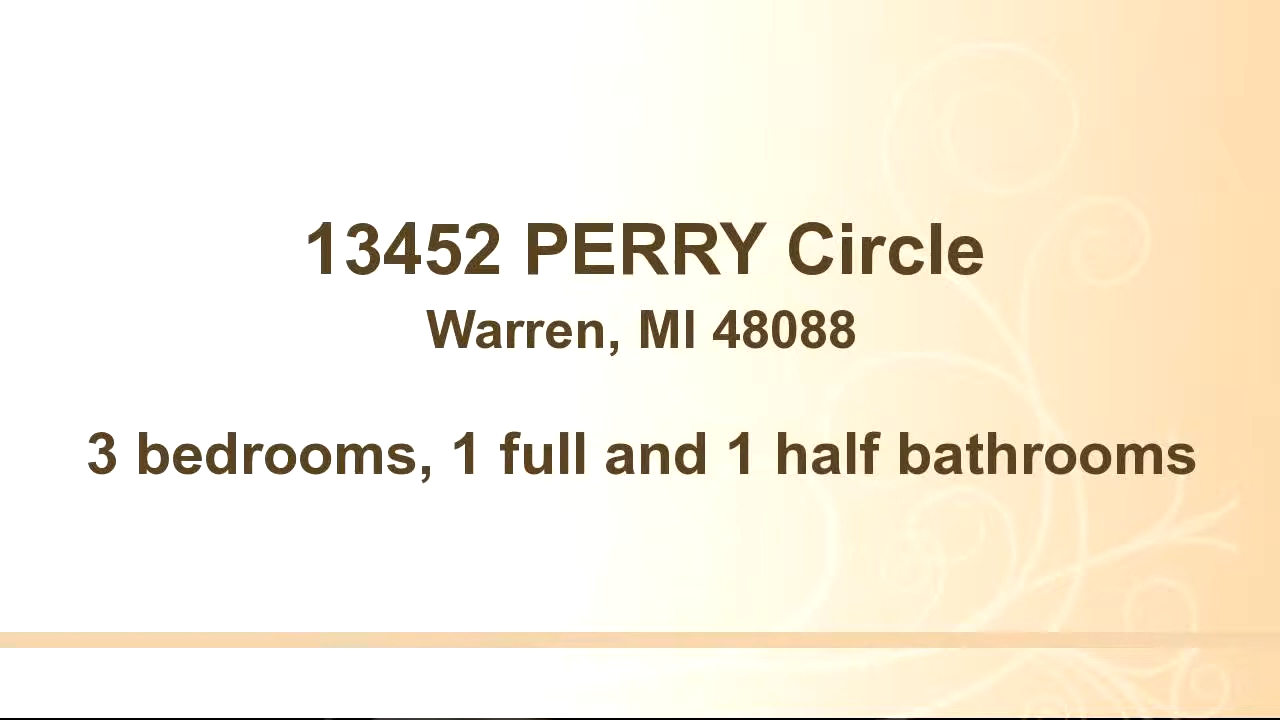 13452 PERRY Circle
Warren, MI 48088
3 bedrooms, 1 full and 1 half bathrooms